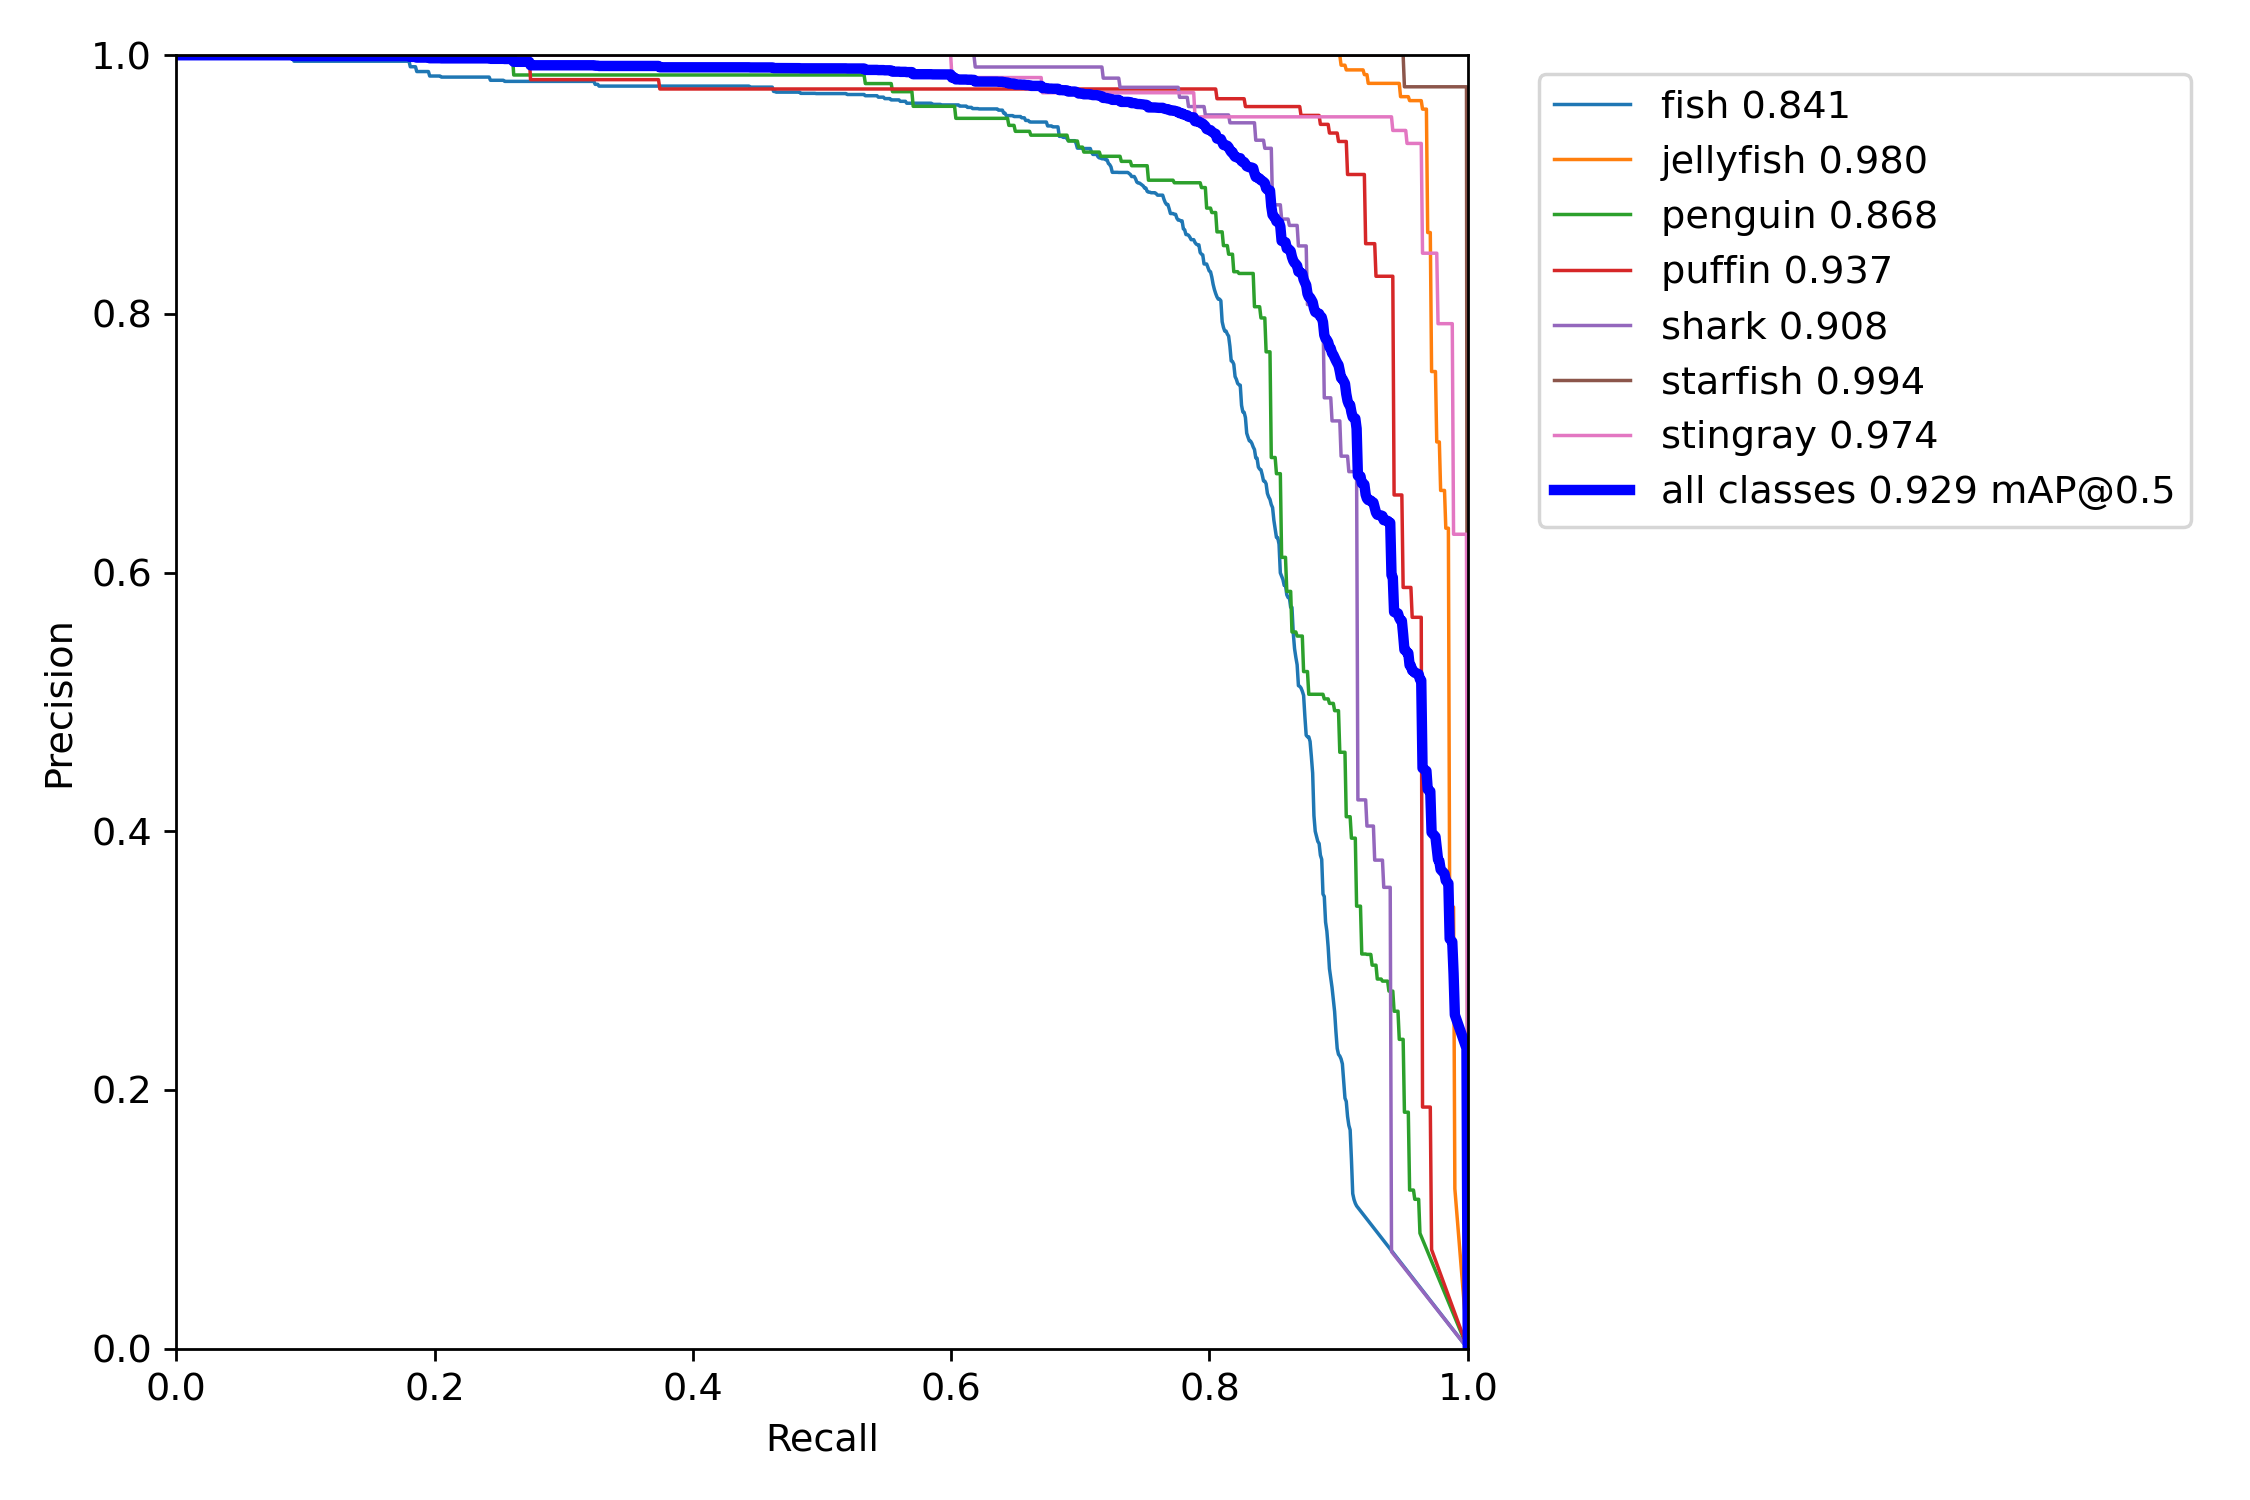 1.0
0.8
0.6
0.4
0.2
0.0
Precision
0.0 0.2 0.4 0.6 0.8 1.0
Recall
fish 0.841
jellyfish 0.980
penguin 0.868
puffin 0.937
shark 0.908
starfish 0.994
stingray 0.974
all classes 0.929 mAP@0.5